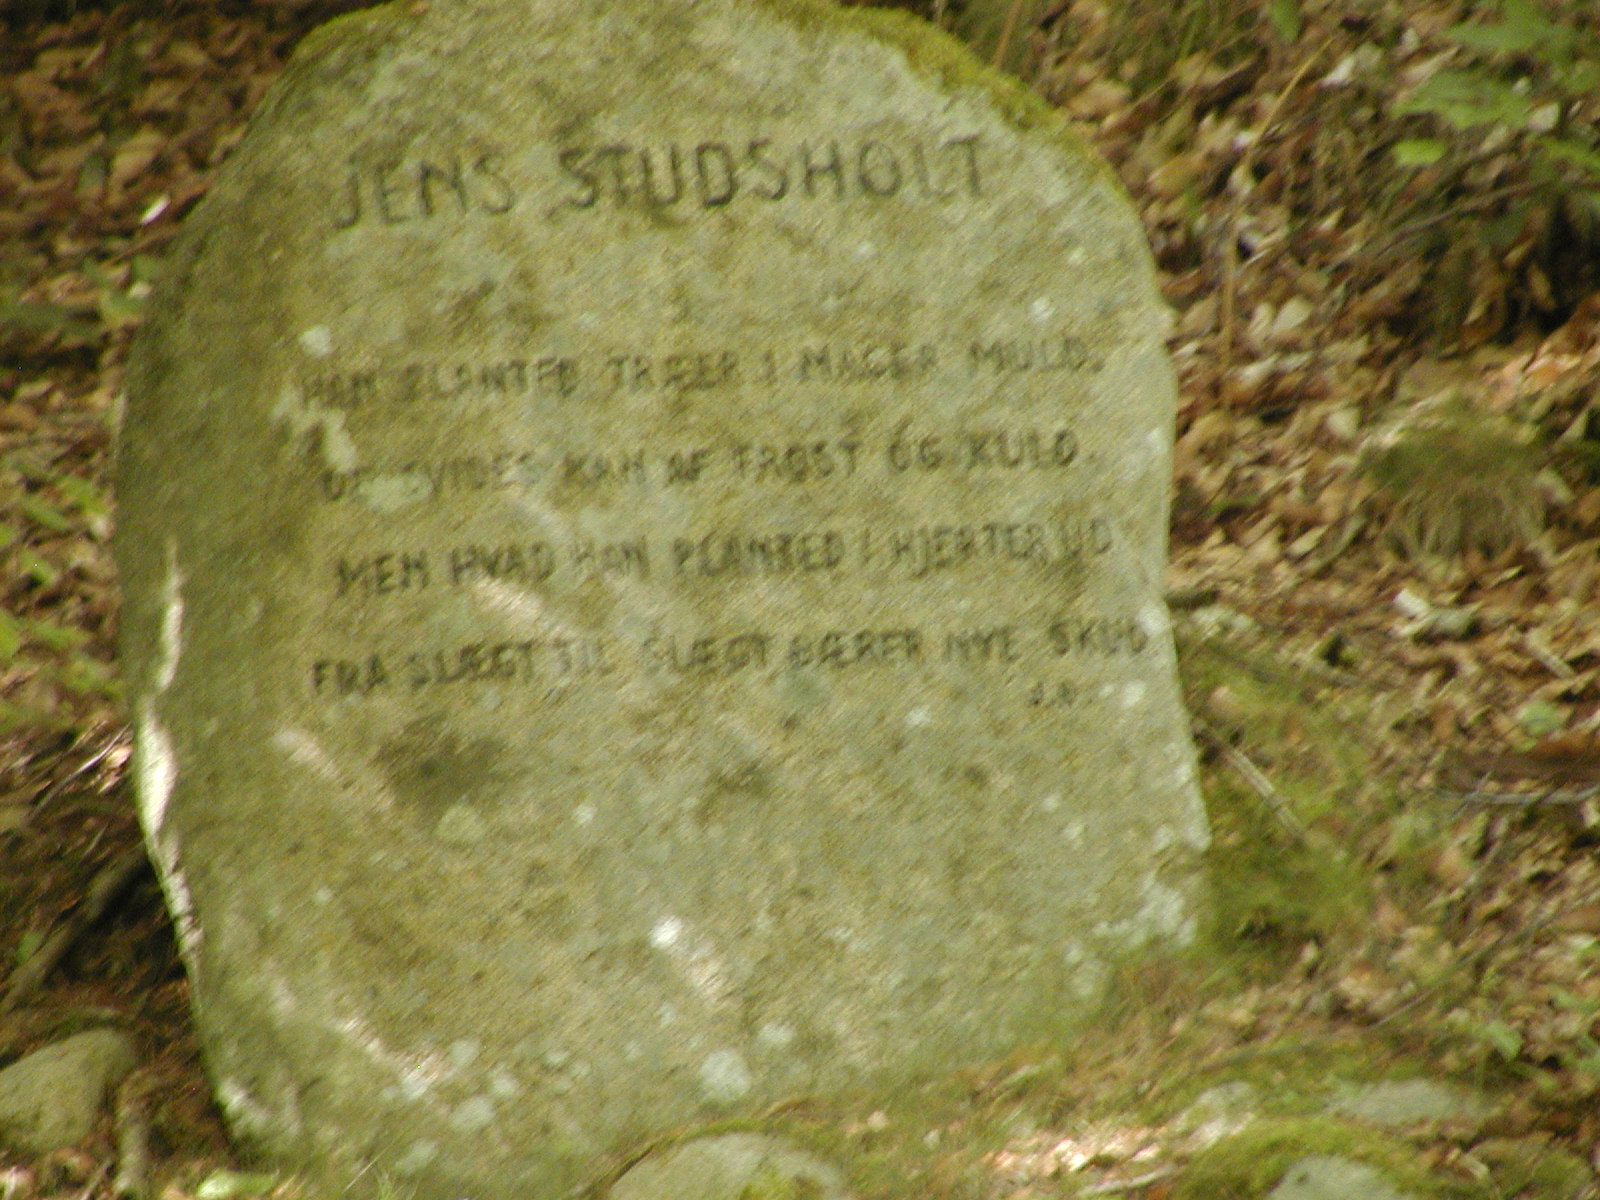 JENS STUDSHOLT
HAN PLANTED TRÆER I MAGER MULD.
DE SVIDES KAN AF FROST OG KULD.
MEN HVAD HAN PLANTED I HJERTER UD
FRA SLÆGT TIL SLÆGT BÆRER NYE SKUD